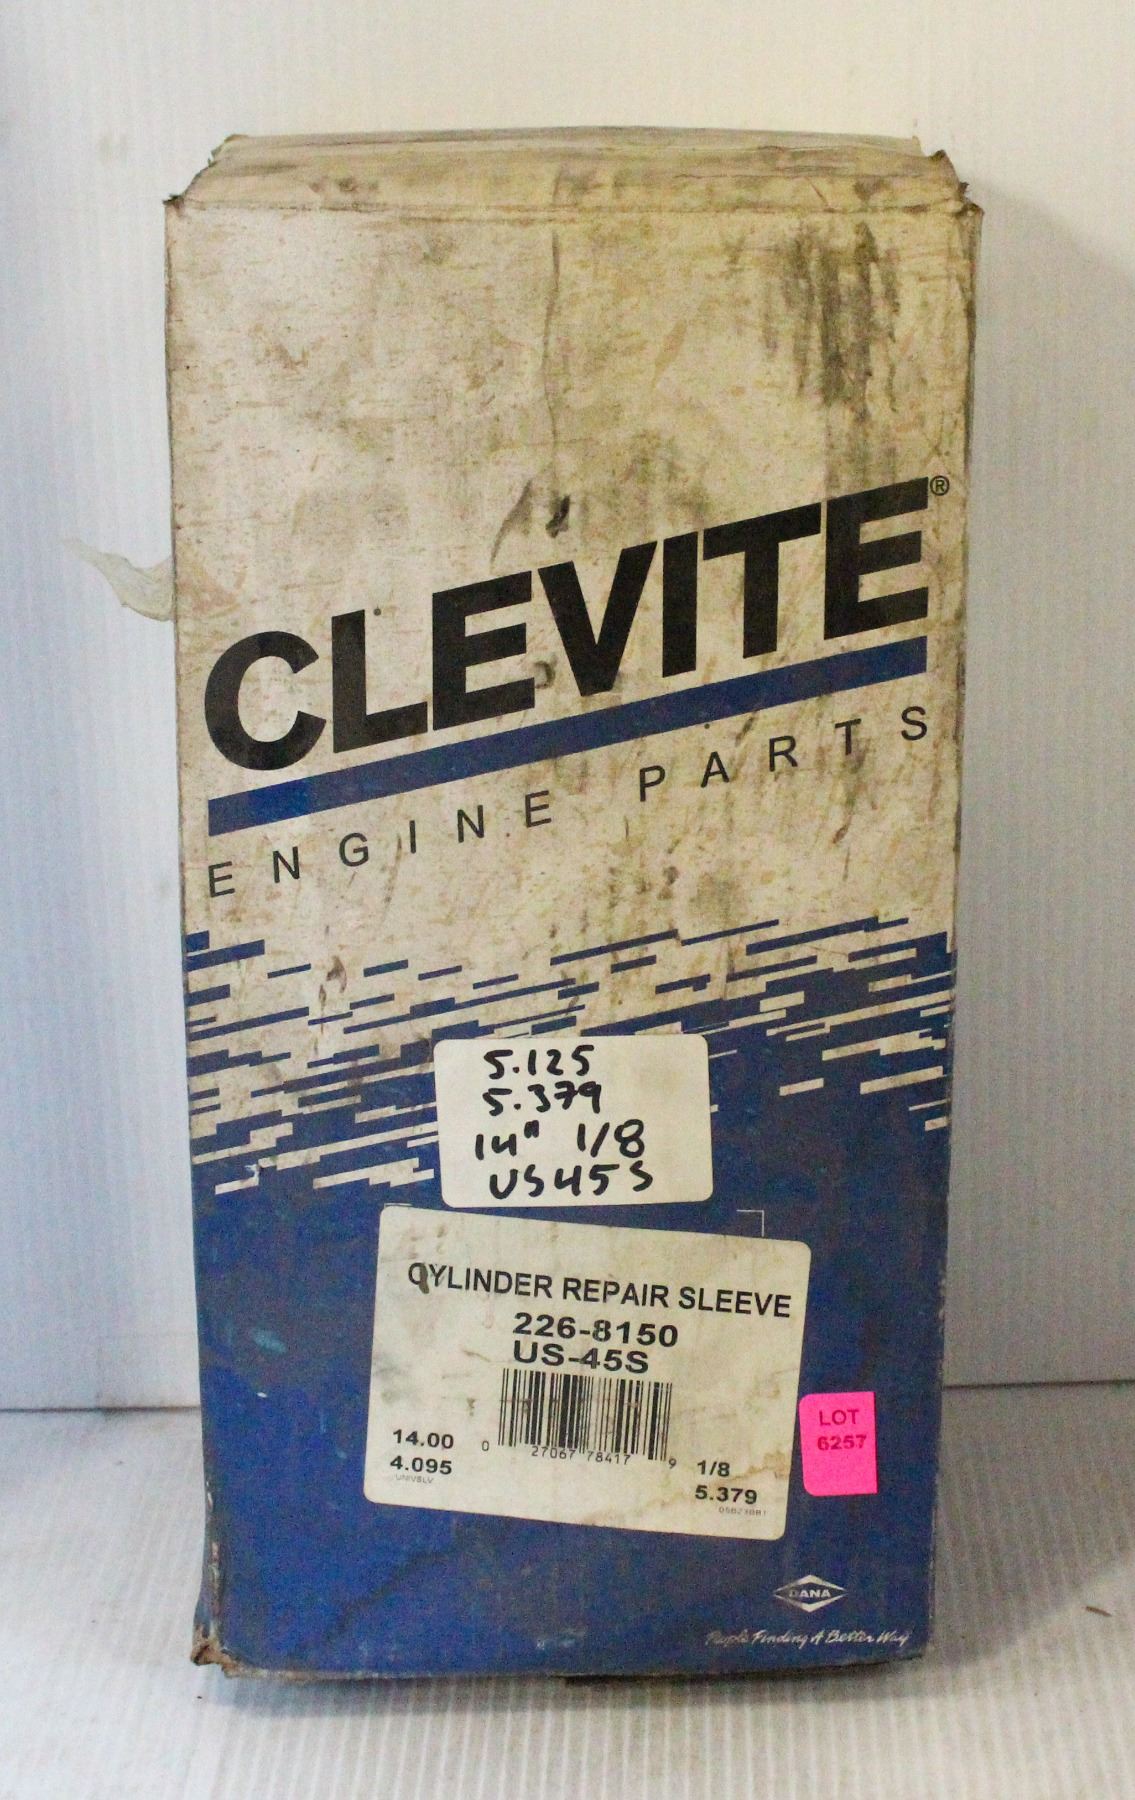 CLEVITE®
ENGINE PARTS
5.125
5.379
14" 1/8
US45S
CYLINDER REPAIR SLEEVE
226-8150
US-45S
0 27067 78417 9
14.00
4.095
UNIVSLV
1/8
5.379
LOT
6257
DANA
People Finding A Better Way